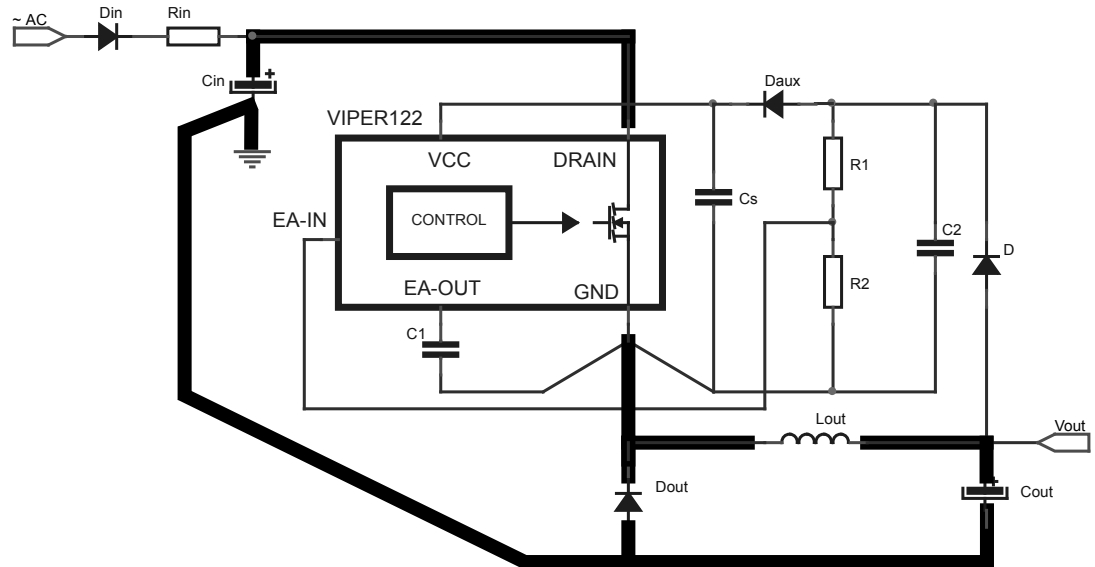 ~ AC
Din
Rin
Cin
+
VIPER122
Daux
VCC
DRAIN
R1
Cs
EA-IN
CONTROL
C2
D
R2
EA-OUT
GND
C1
Lout
Vout
Dout
+
Cout